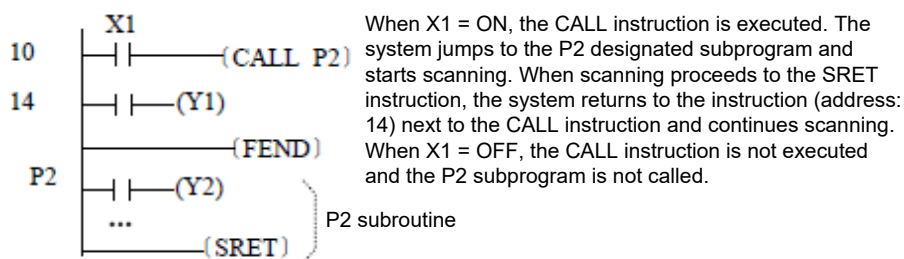 X1
10
(CALL P2)
14
(Y1)
(FEND)
P2
(Y2)
...
(SRET)
P2 subroutine
When X1 = ON, the CALL instruction is executed. The
system jumps to the P2 designated subprogram and
starts scanning. When scanning proceeds to the SRET
instruction, the system returns to the instruction (address:
14) next to the CALL instruction and continues scanning.
When X1 = OFF, the CALL instruction is not executed
and the P2 subprogram is not called.